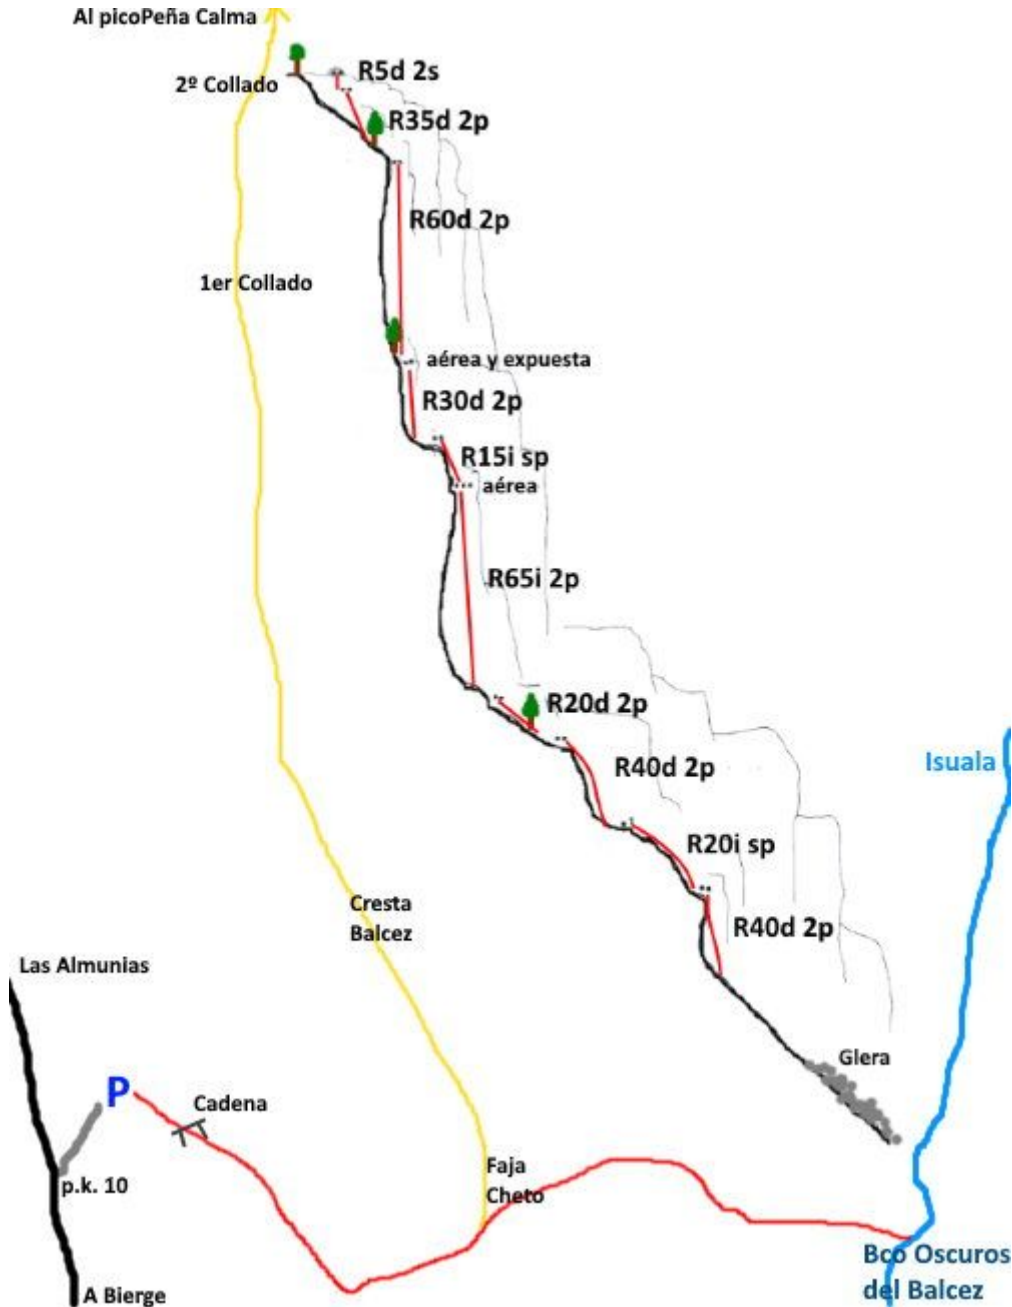 Al picoPeña Calma
R5d 2s
2º Collado
R35d 2p
R60d 2p
1er Collado
aérea y expuesta
R30d 2p
R15i sp
aérea
R65i 2p
R20d 2p
R40d 2p
Isuala
R20i sp
Cresta
Balcez
R40d 2p
Las Almunias
Glera
P
Cadena
Faja
Cheto
p.k. 10
Bco Oscuros
del Balcez
A Bierge